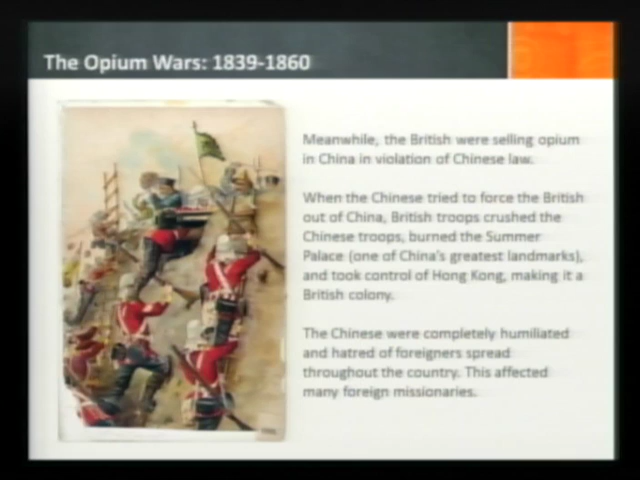 The Opium Wars: 1839-1860
Meanwhile, the British were selling opium
in China in violation of Chinese law.
When the Chinese tried to force the British
out of China, British troops crushed the
Chinese troops, burned the Summer
Palace (one of China's greatest landmarks),
and took control of Hong Kong, making it a
British colony.
The Chinese were completely humiliated
and hatred of foreigners spread
throughout the country. This affected
many foreign missionaries.